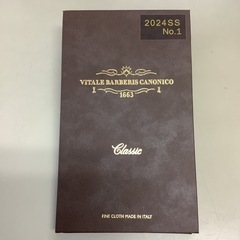 2024SS
No.1
VITALE BARBERIS CANONICO
1663
Classic
FINE CLOTH MADE IN ITALY